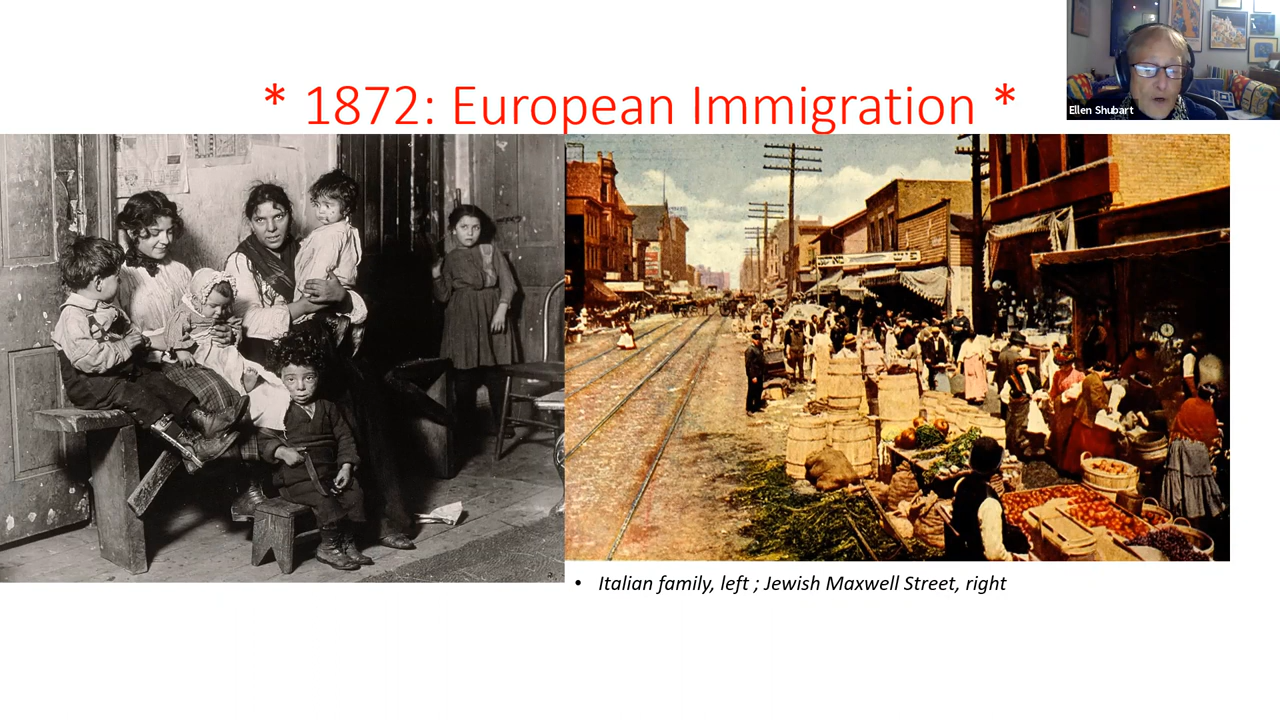 * 1872: European Immigration *
Ellen Shubart
• Italian family, left ; Jewish Maxwell Street, right